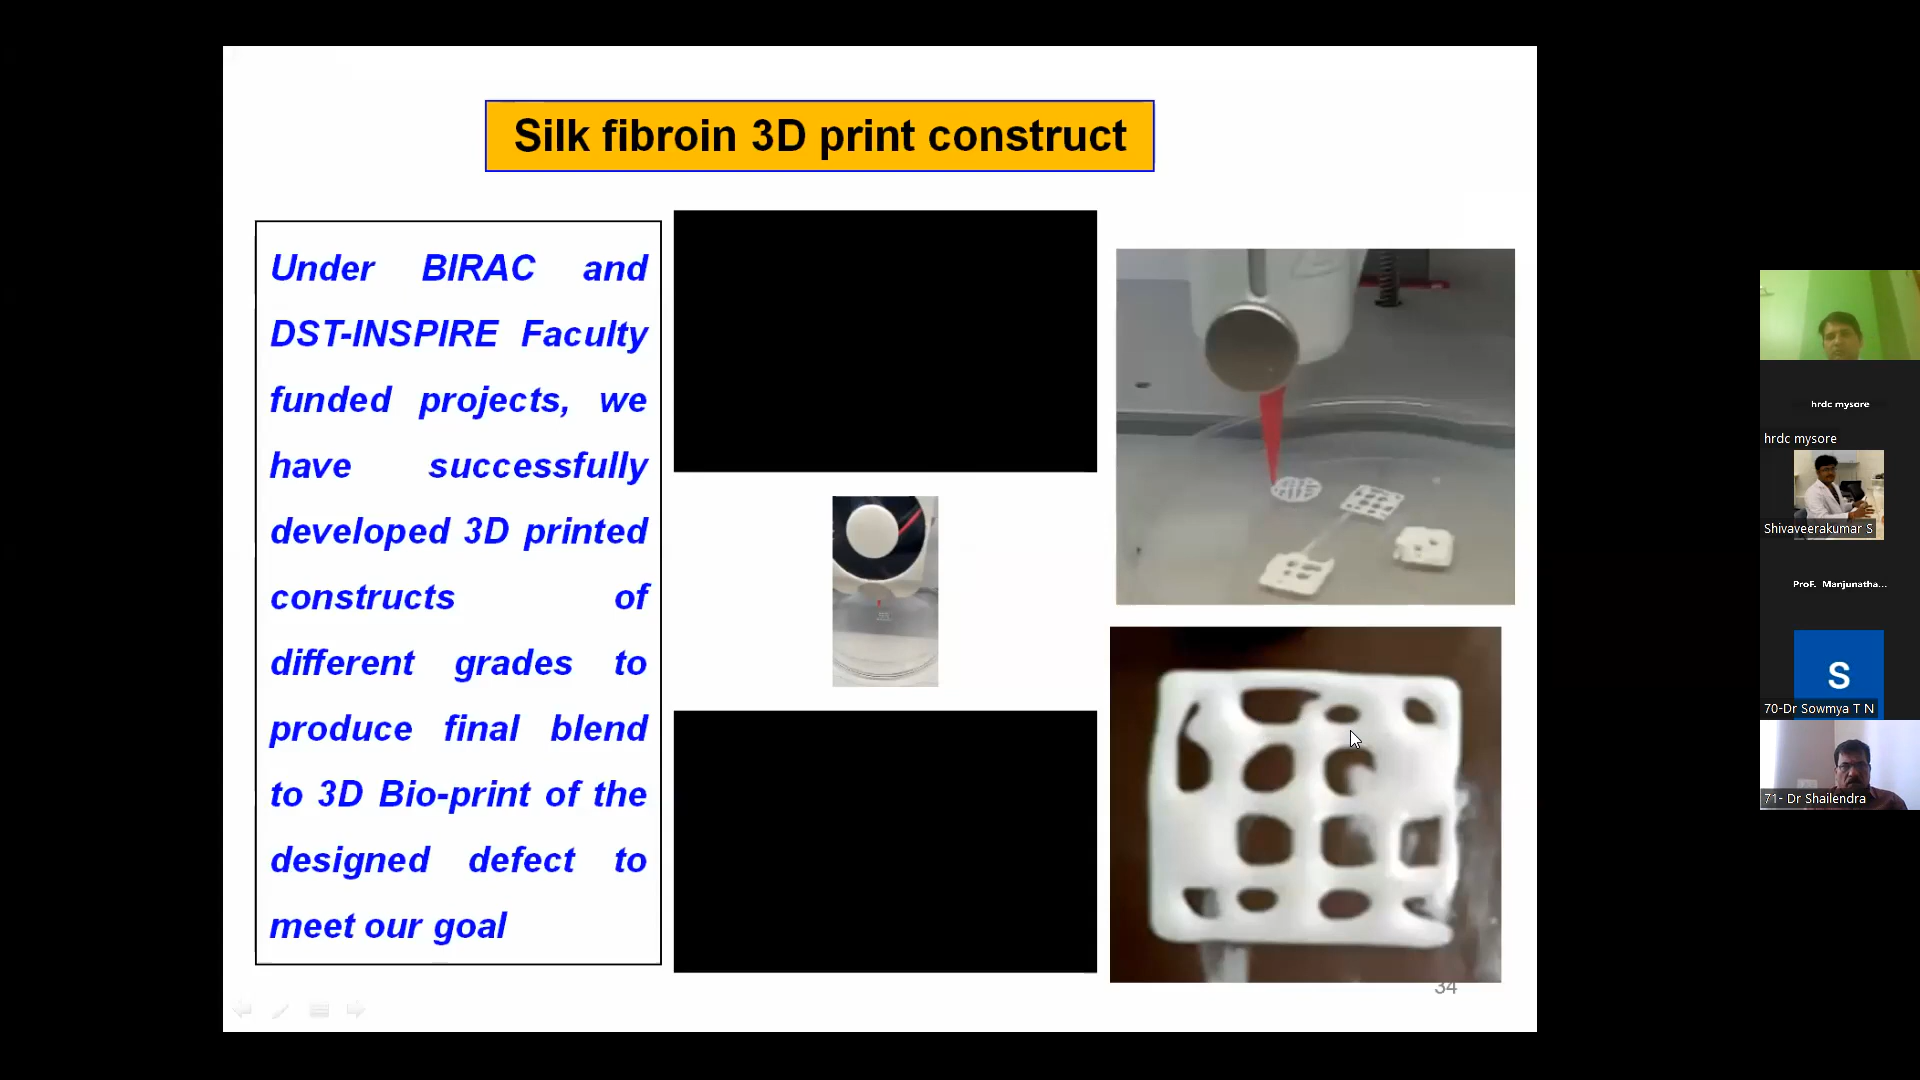 Silk fibroin 3D print construct
Under BIRAC and
DST-INSPIRE Faculty
funded projects, we
have successfully
developed 3D printed
constructs of
different grades to
produce final blend
to 3D Bio-print of the
designed defect to
meet our goal
34
hrdc mysore
hrdc mysore
Shivaveerakumar S
ProF. Manjunatha...
S
70-Dr Sowmya T N
71- Dr Shailendra